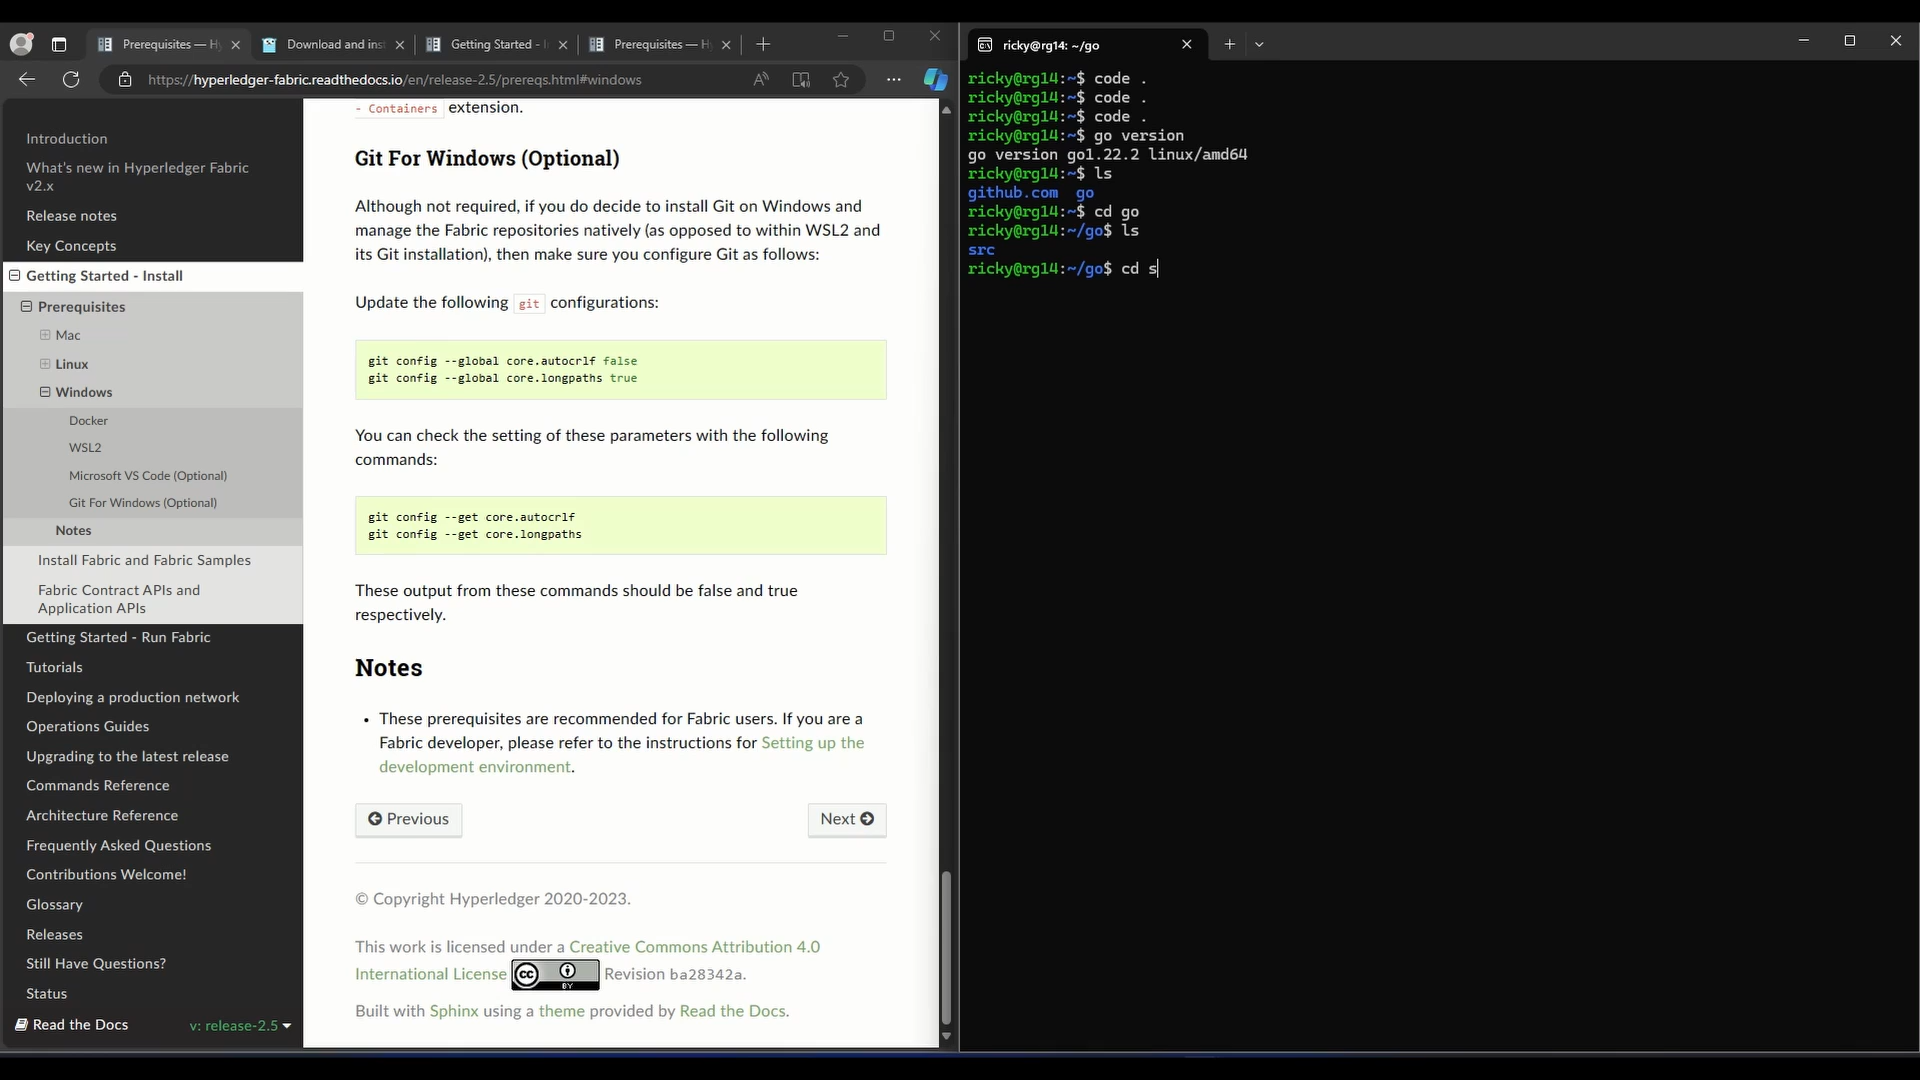 Prerequisites — H
Download and inst
Getting Started - I
Prerequisites — H
https://hyperledger-fabric.readthedocs.io/en/release-2.5/prereqs.html#windows
Introduction
What's new in Hyperledger Fabric
v2.x
Release notes
Key Concepts
Getting Started - Install
Prerequisites
Mac
Linux
Windows
Docker
WSL2
Microsoft VS Code (Optional)
Git For Windows (Optional)
Notes
Install Fabric and Fabric Samples
Fabric Contract APIs and
Application APIs
Getting Started - Run Fabric
Tutorials
Deploying a production network
Operations Guides
Upgrading to the latest release
Commands Reference
Architecture Reference
Frequently Asked Questions
Contributions Welcome!
Glossary
Releases
Still Have Questions?
Status
Read the Docs v: release-2.5
- Containers extension.
Git For Windows (Optional)
Although not required, if you do decide to install Git on Windows and
manage the Fabric repositories natively (as opposed to within WSL2 and
its Git installation), then make sure you configure Git as follows:
Update the following git configurations:
git config --global core.autocrlf false
git config --global core.longpaths true
You can check the setting of these parameters with the following
commands:
git config --get core.autocrlf
git config --get core.longpaths
These output from these commands should be false and true
respectively.
Notes
• These prerequisites are recommended for Fabric users. If you are a
Fabric developer, please refer to the instructions for Setting up the
development environment.
Previous
Next
© Copyright Hyperledger 2020-2023.
This work is licensed under a Creative Commons Attribution 4.0
International License cc BY Revision ba28342a.
Built with Sphinx using a theme provided by Read the Docs.
ricky@rg14: ~/go
ricky@rg14:~$ code .
ricky@rg14:~$ code .
ricky@rg14:~$ code .
ricky@rg14:~$ go version
go version go1.22.2 linux/amd64
ricky@rg14:~$ ls
github.com go
ricky@rg14:~$ cd go
ricky@rg14:~/go$ ls
src
ricky@rg14:~/go$ cd s